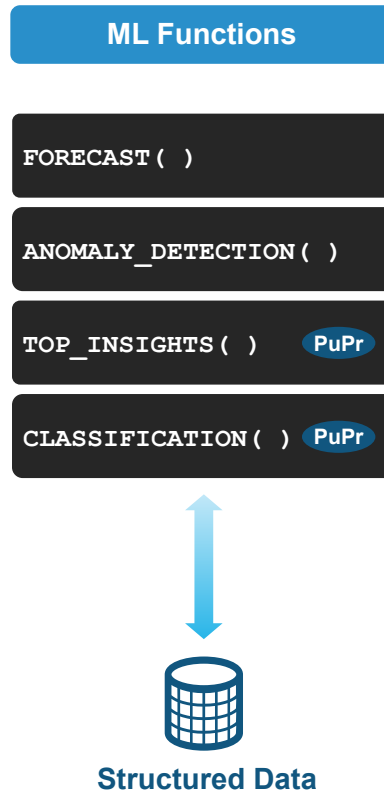 ML Functions
FORECAST( )
ANOMALY_DETECTION( )
TOP_INSIGHTS( ) PuPr
CLASSIFICATION( ) PuPr
Structured Data